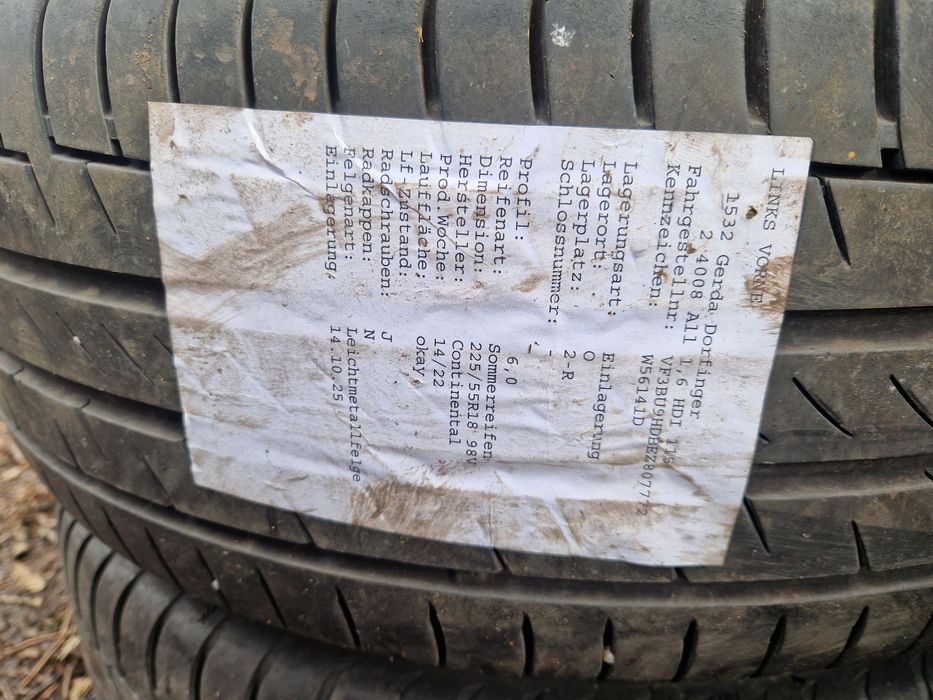 LINKS VORNE
1532 Gerda Dorfinger
2 4008 All 1,6 HDI 115
Fahrgestellnr: VF3BU9HDHEZ807772
Kennzeichen: W56141D
Lagerungsart: Einlagerung
Lagerort: O
Lagerplatz: 2-R
Schlossnummer: -
Profil: 6,0
Reifenart: Sommerreifen
Dimension: 225/55R18 98V
Hersteller: Continental
Prod Woche: 14/22
Lauffläche: okay
Lf Zustand:
Radschrauben: J
Radkappen: N
Felgenart: Leichtmetallfelge
Einlagerung: 14.10.25